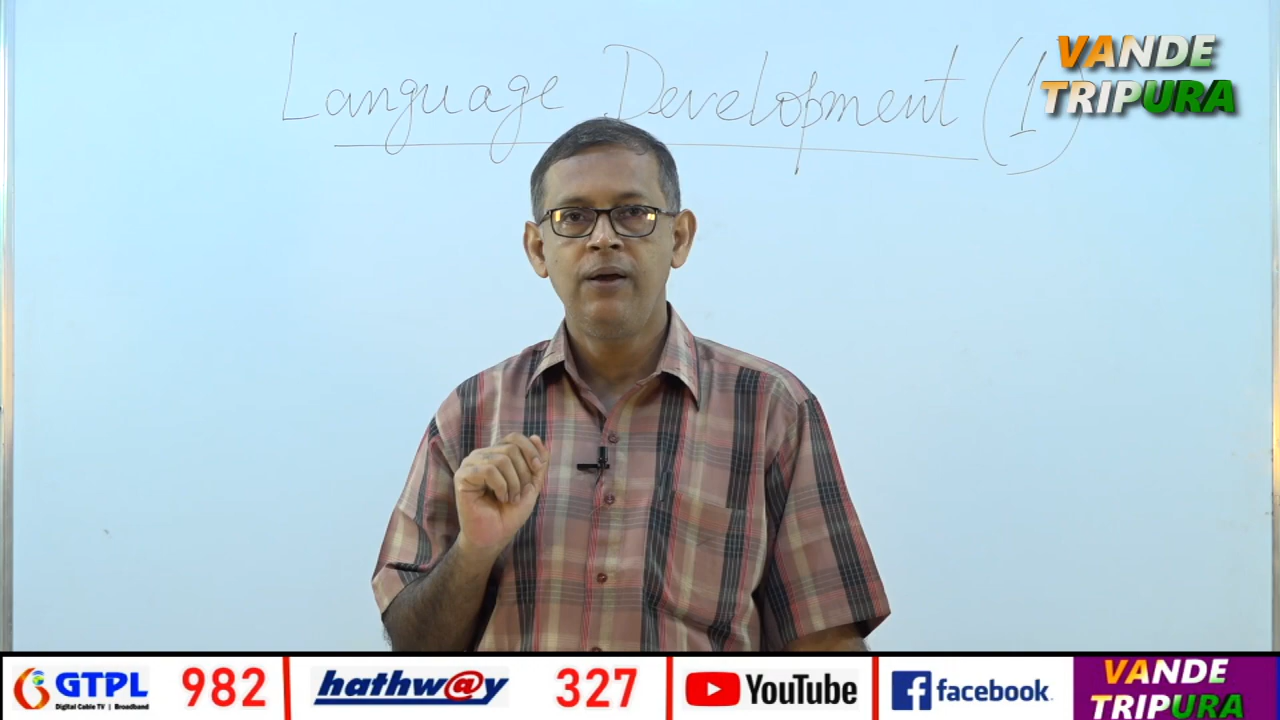 Language Development (1)
VANDE
TRIPURA
GTPL 982 hathw@y 327 YouTube facebook.
Digital Cable TV | Broadband
VANDE
TRIPURA